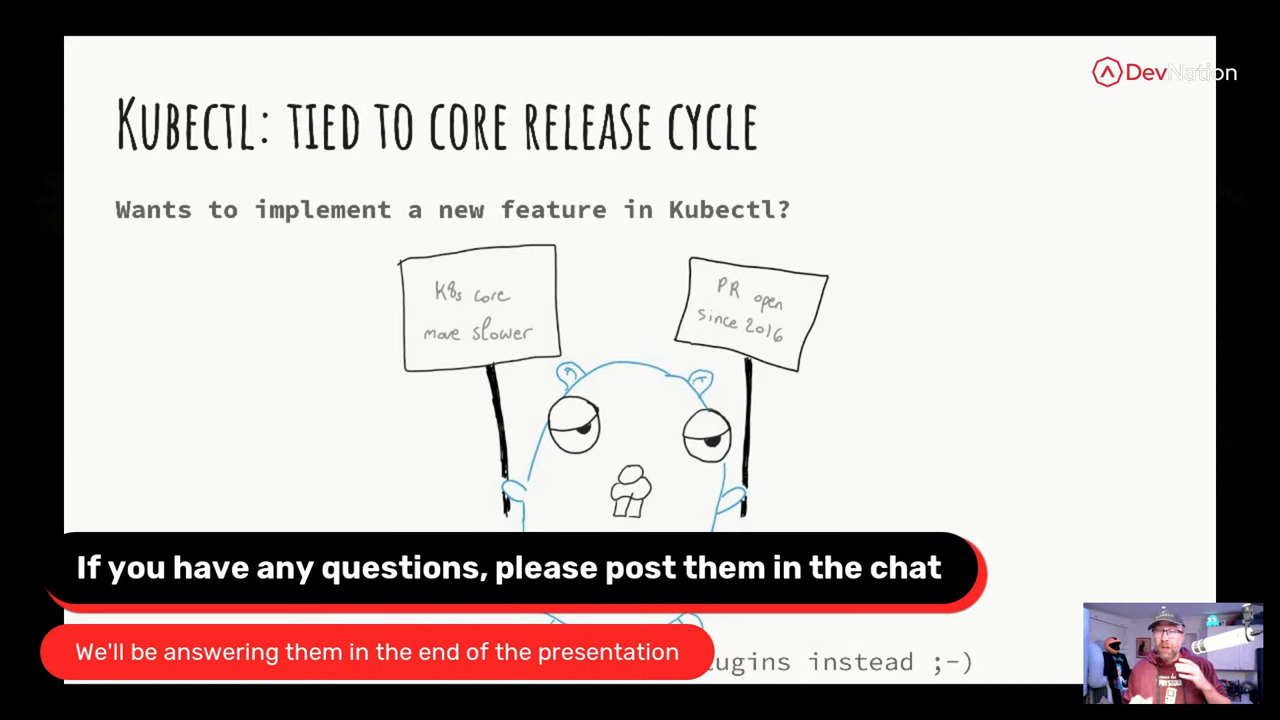 DevNation
Kubectl: tied to core release cycle
Wants to implement a new feature in Kubectl?
K8s core
move slower
PR open
since 2016
If you have any questions, please post them in the chat
We'll be answering them in the end of the presentation
instead ;-)